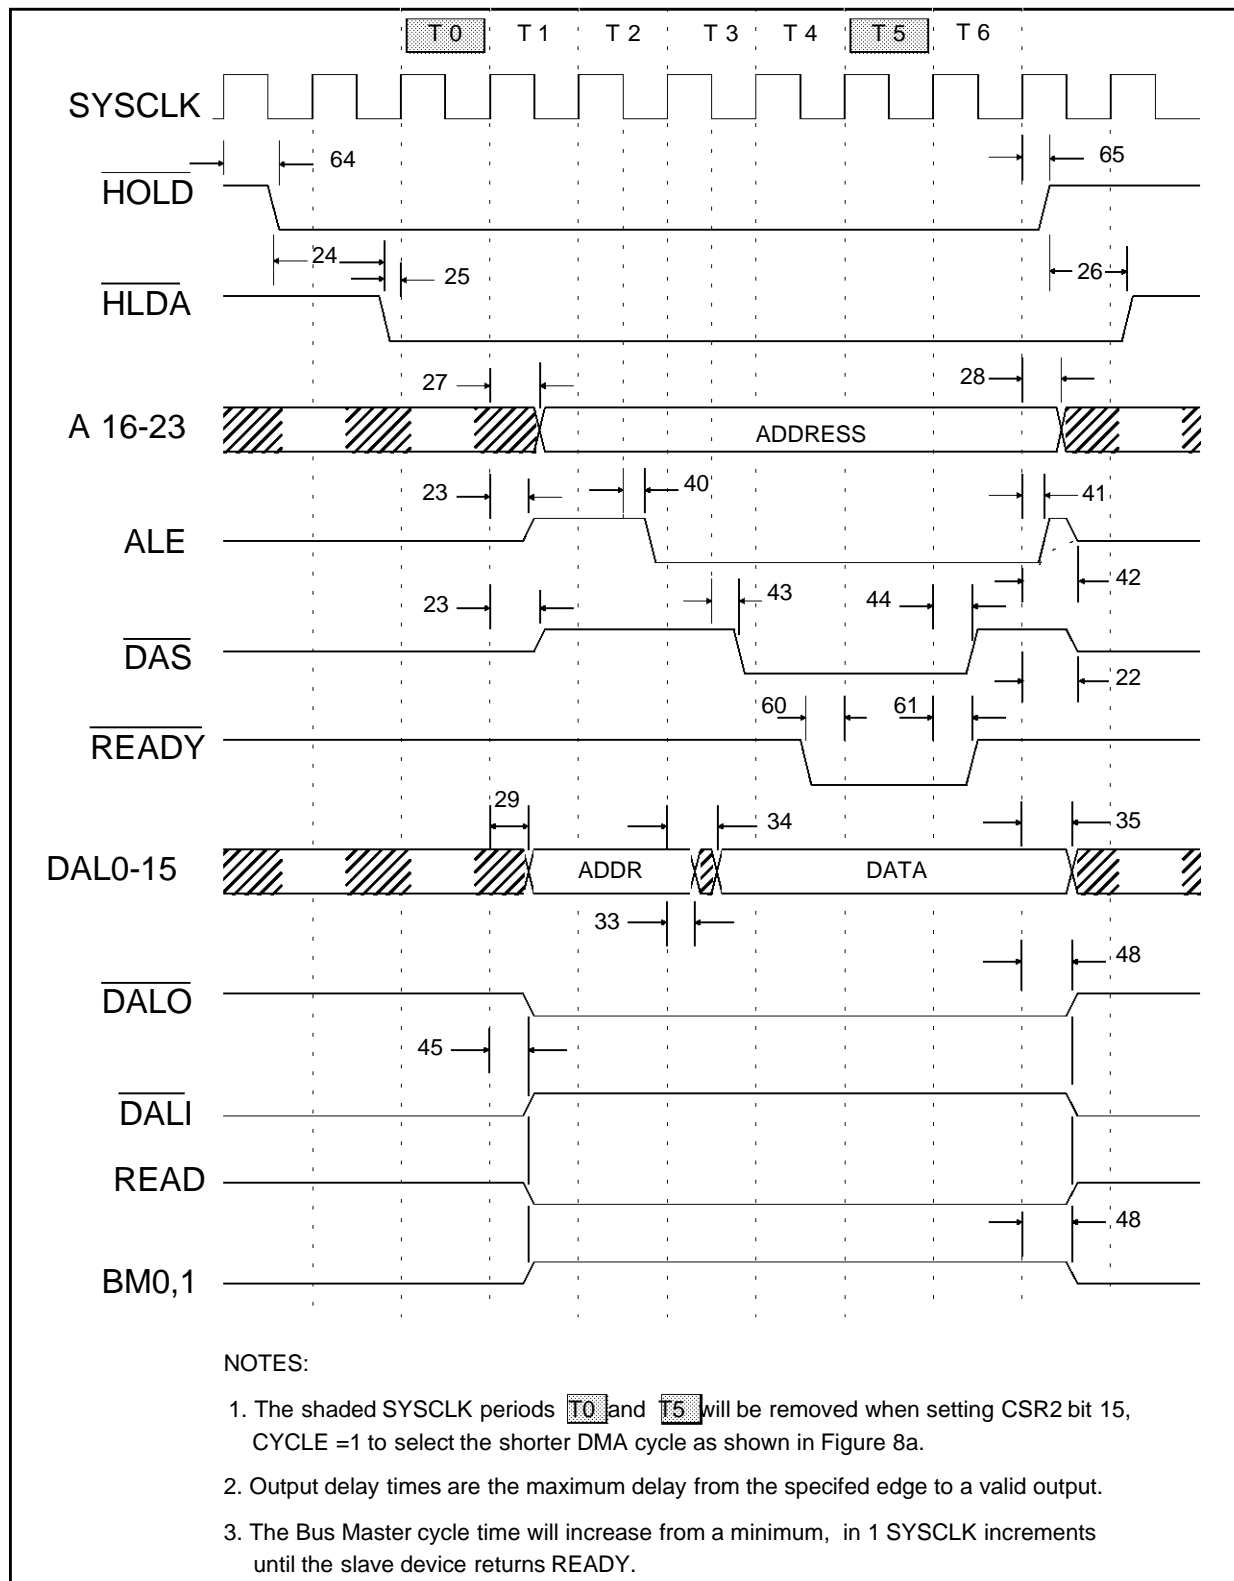 T 0 T 1 T 2 T 3 T 4 T 5 T 6
SYSCLK
64 65
HOLD
24 25 26
HLDA
27 28
A 16-23 ADDRESS
23 40 41
ALE
42
23 43 44
DAS
22
60 61
READY
29 34 35
DAL0-15 ADDR DATA
33
48
DALO
45
DALI
READ
48
BM0,1
NOTES:
1. The shaded SYSCLK periods T0 and T5 will be removed when setting CSR2 bit 15,
CYCLE =1 to select the shorter DMA cycle as shown in Figure 8a.
2. Output delay times are the maximum delay from the specifed edge to a valid output.
3. The Bus Master cycle time will increase from a minimum, in 1 SYSCLK increments
until the slave device returns READY.